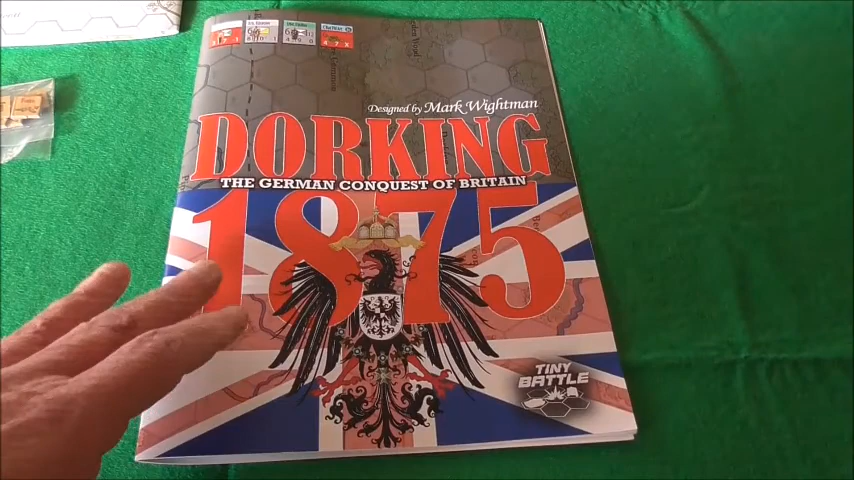 Designed by Mark Wightman
DORKING
THE GERMAN CONQUEST OF BRITAIN
1875
TINY
BATTLE